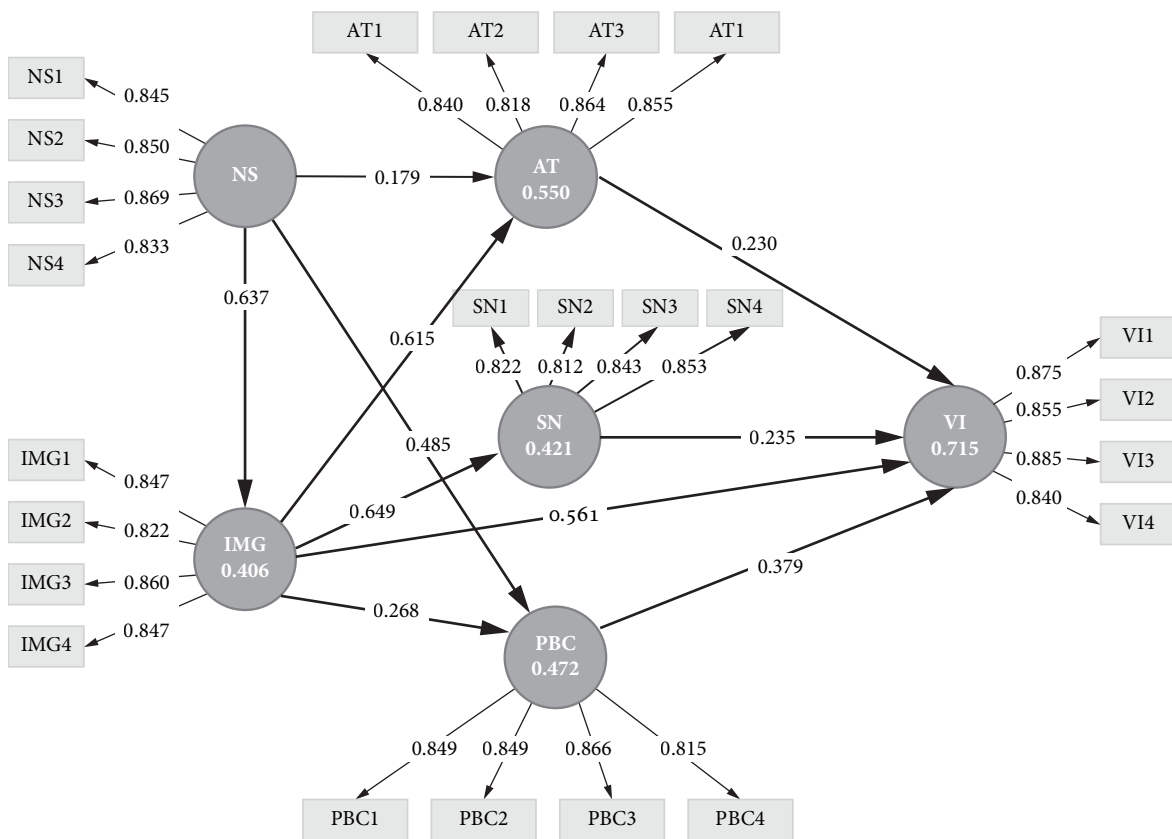 AT1 AT2 AT3 AT1
NS1
0.845
0.840 0.818 0.864 0.855
NS2
0.850
NS
0.179
AT
0.550
NS3
0.869
NS4
0.833
0.230
0.637
SN1 SN2 SN3 SN4
0.615
0.822 0.812 0.843 0.853
VI1
0.875
VI2
0.855
0.485
SN
0.421
0.235
VI
0.715
VI3
0.885
VI4
0.840
IMG1
0.847
IMG2
0.822
0.649
0.561
IMG
0.406
IMG3
0.860
0.379
0.268
IMG4
0.847
PBC
0.472
0.849 0.849 0.866 0.815
PBC1 PBC2 PBC3 PBC4